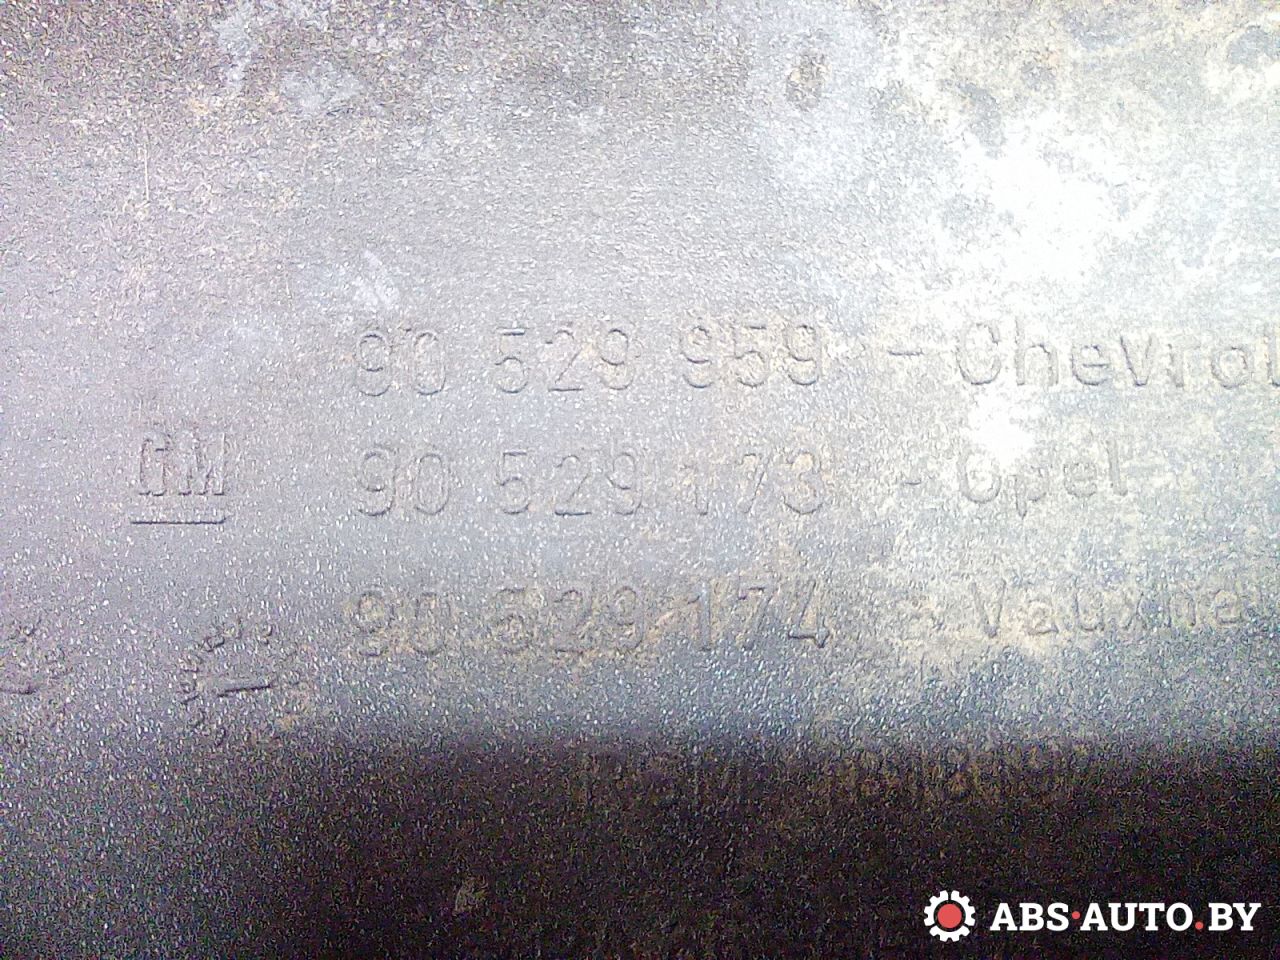 90 529 959 - Chevrol
GM 90 529 173 - Opel
90 529 174 - Vauxhal
ABS·AUTO.BY